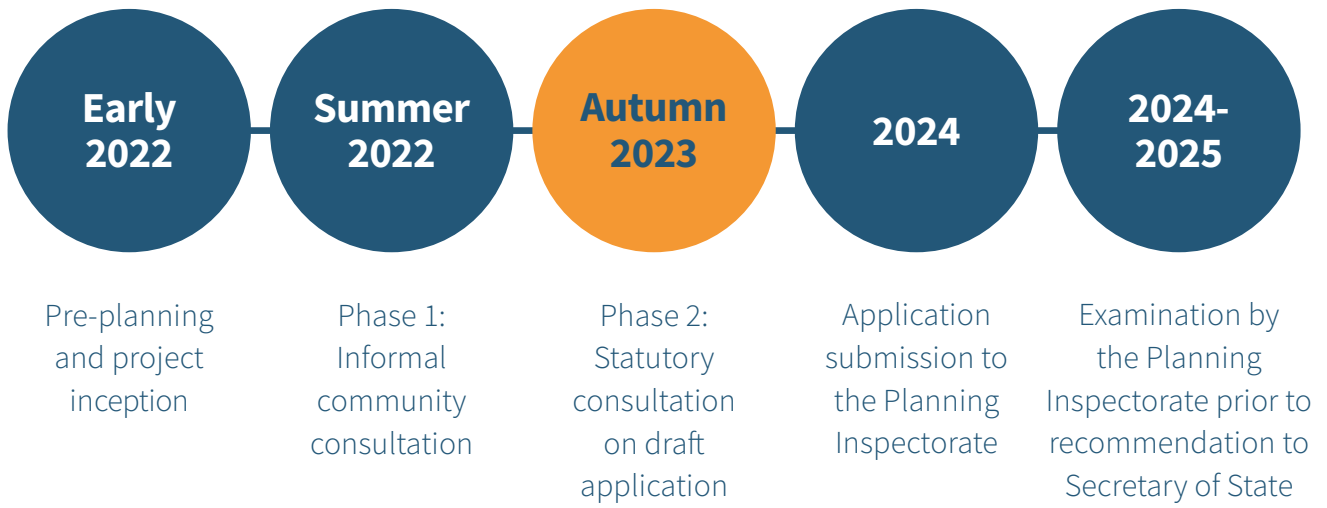 Early
2022
Summer
2022
Autumn
2023
2024
2024-
2025
Pre-planning
and project
inception
Phase 1:
Informal
community
consultation
Phase 2:
Statutory
consultation
on draft
application
Application
submission to
the Planning
Inspectorate
Examination by
the Planning
Inspectorate prior to
recommendation to
Secretary of State